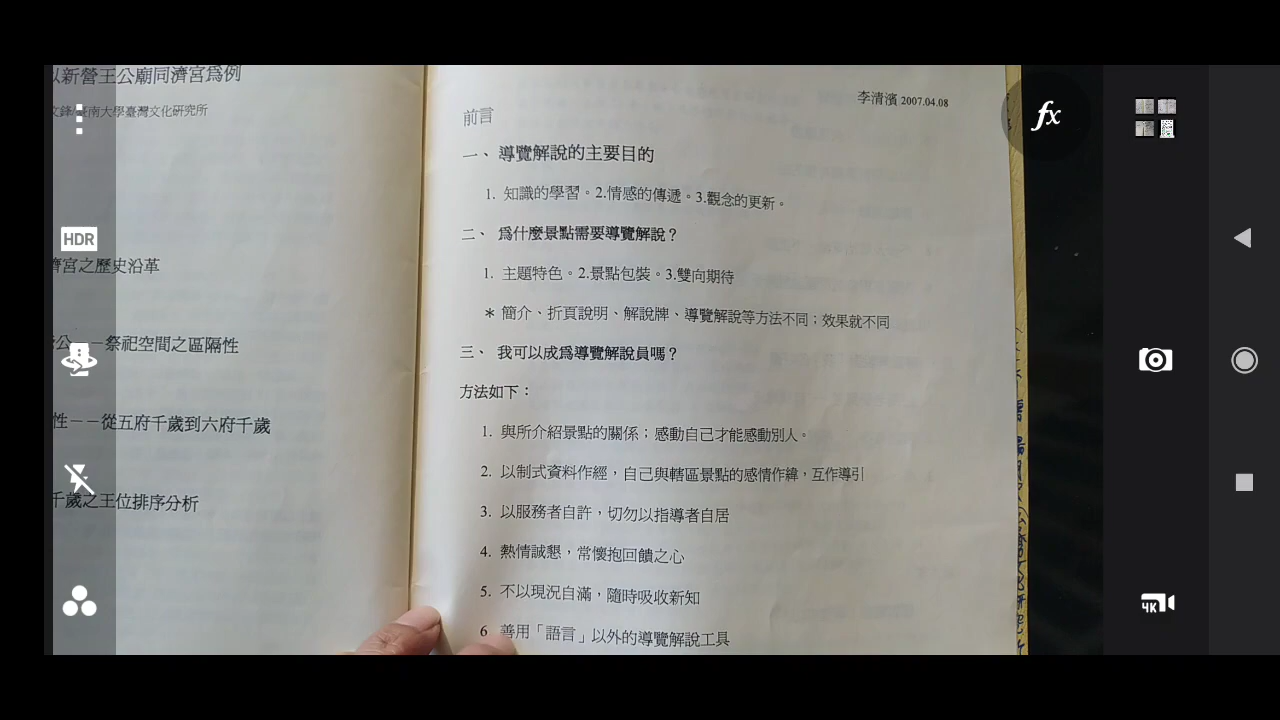 以新營王公廟同濟宮為例
臺南大學臺灣文化研究所
濟宮之歷史沿革
公——祭祀空間之區隔性
性——從五府千歲到六府千歲
千歲之王位排序分析
李清濱 2007.04.08
前言
一、導覽解說的主要目的
1. 知識的學習。2.情感的傳遞。3.觀念的更新。
二、為什麼景點需要導覽解說？
1. 主題特色。2.景點包裝。3.雙向期待
＊ 簡介、折頁說明、解說牌、導覽解說等方法不同；效果就不同
三、我可以成為導覽解說員嗎？
方法如下：
1. 與所介紹景點的關係；感動自己才能感動別人。
2. 以制式資料作經，自己與轄區景點的感情作緯，互作導引
3. 以服務者自許，切勿以指導者自居
4. 熱情誠懇，常懷抱回饋之心
5. 不以現況自滿，隨時吸收新知
6 善用「語言」以外的導覽解說工具
HDR
fx
4K